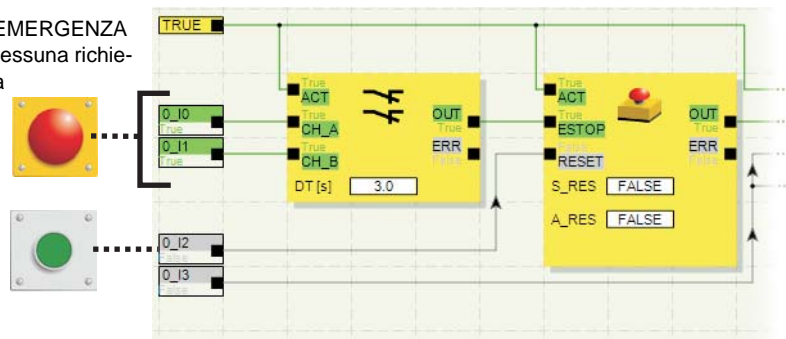 EMERGENZA
essuna richie-
a
TRUE
True
ACT
True
CH_A
True
CH_B
OUT
True
ERR
False
DT [s] 3.0
True
ACT
True
ESTOP
False
RESET
OUT
True
ERR
False
S_RES FALSE
A_RES FALSE
0_I0
True
0_I1
True
0_I2
False
0_I3
False